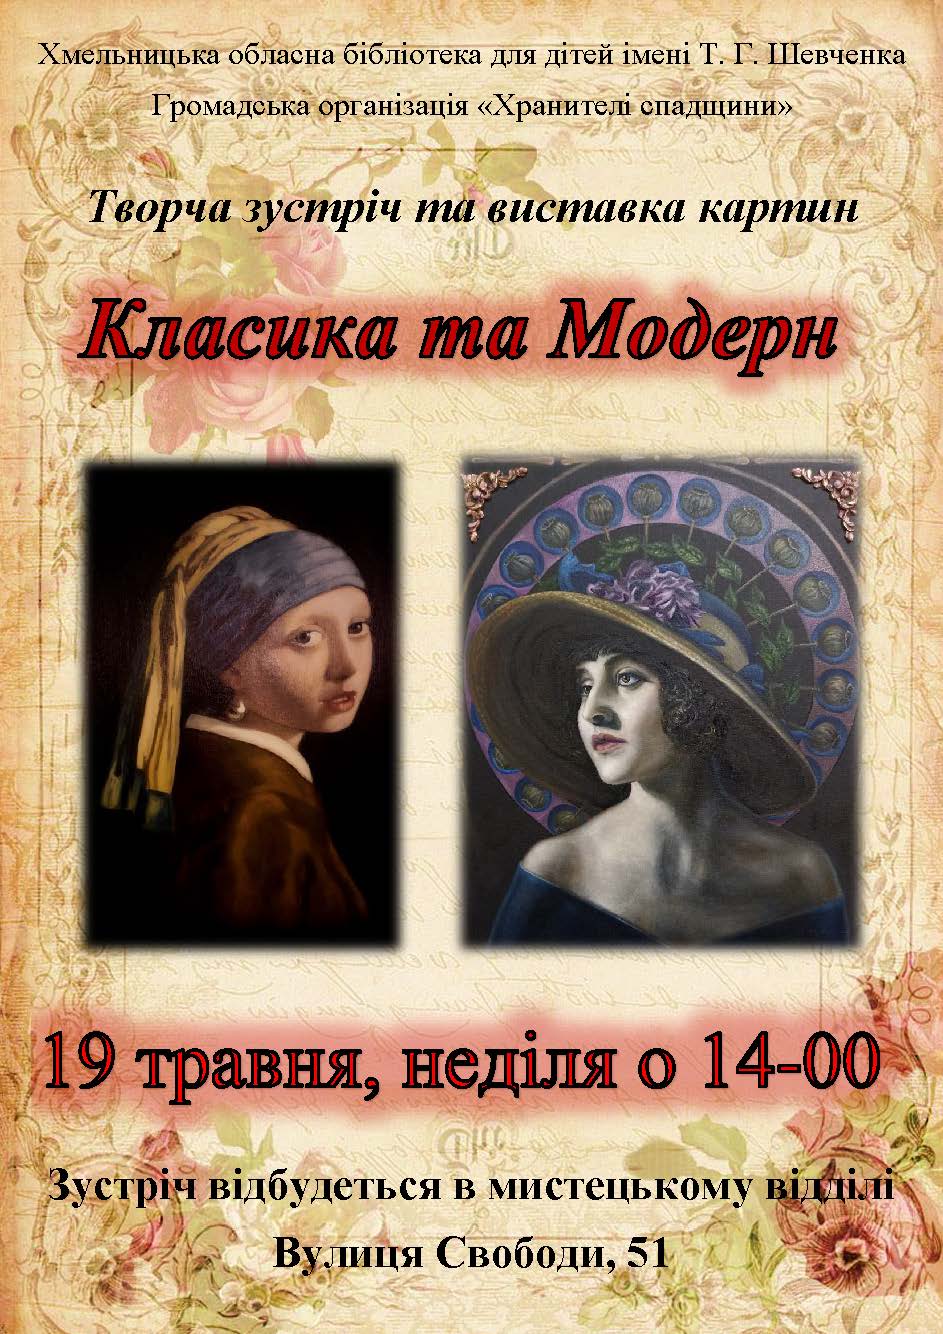 Хмельницька обласна бібліотека для дітей імені Т. Г. Шевченка
Громадська організація «Хранителі спадщини»
Творча зустріч та виставка картин
Класика та Модерн
19 травня, неділя о 14-00
Зустріч відбудеться в мистецькому відділі
Вулиця Свободи, 51